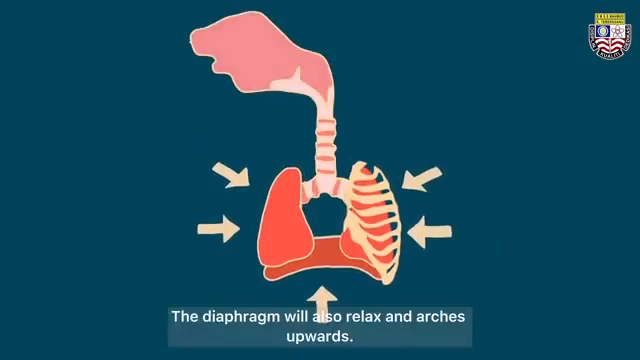 The diaphragm will also relax and arches
upwards.